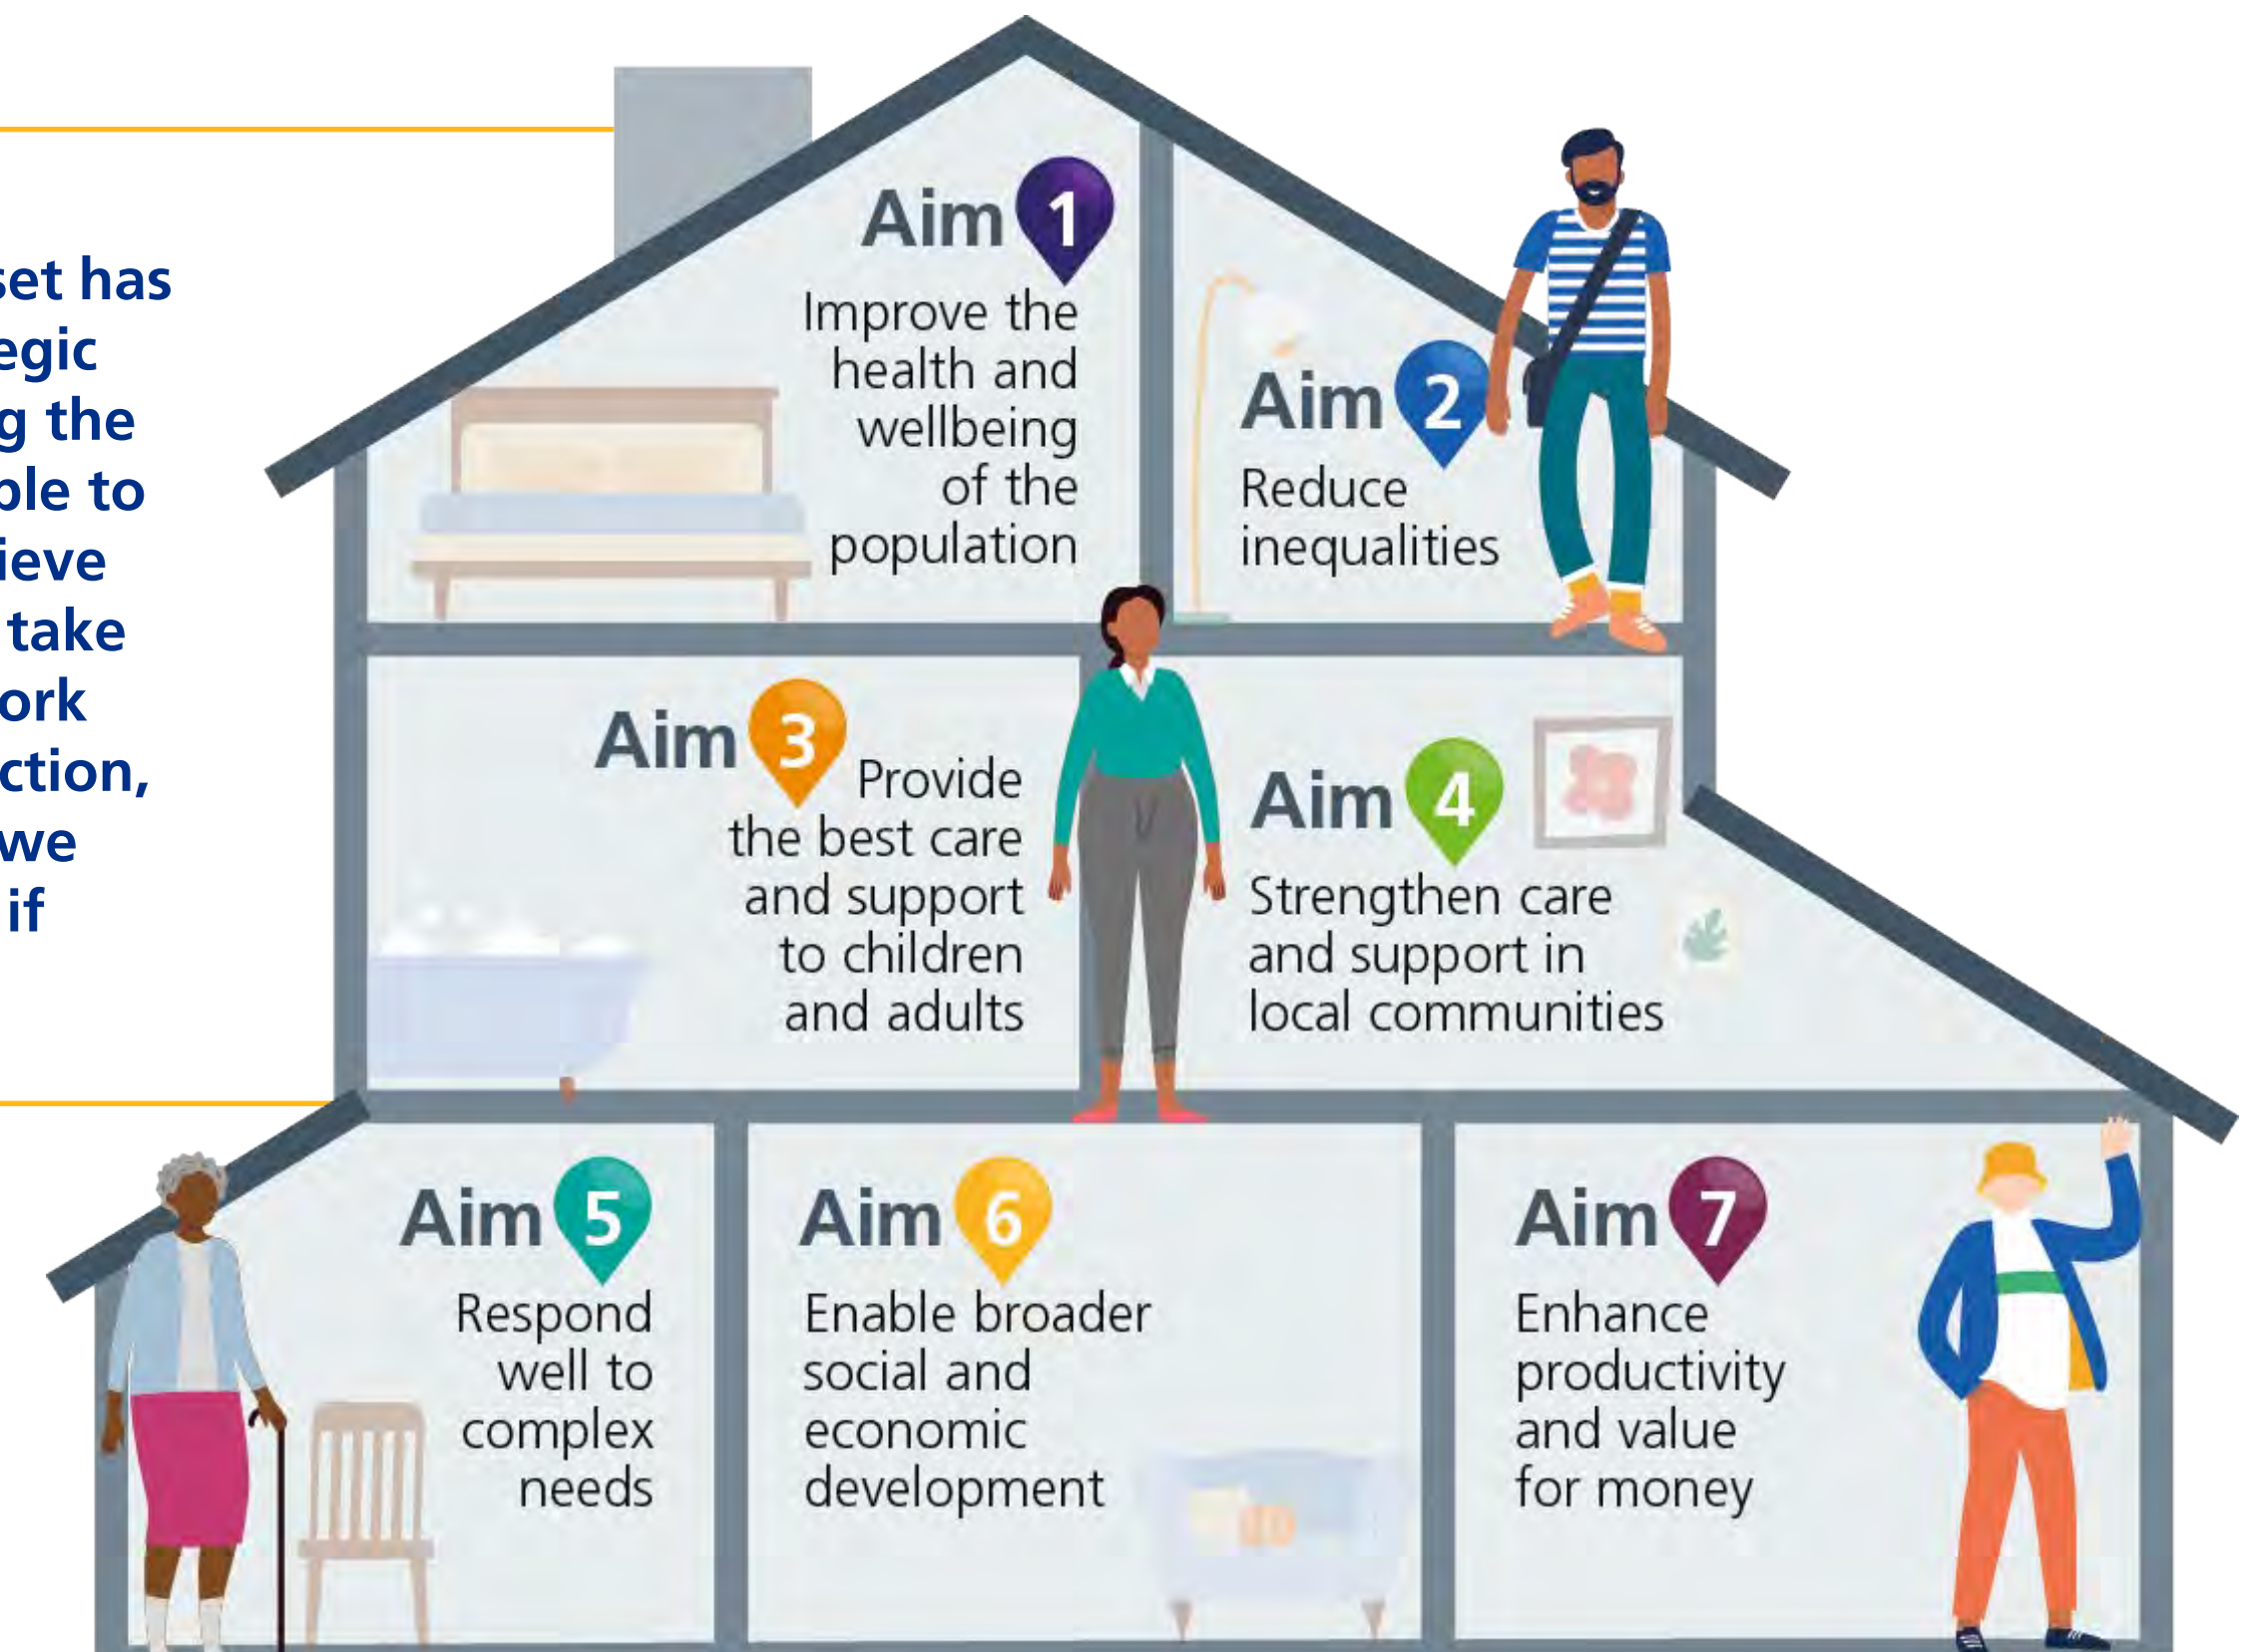 set has
egic
g the
ple to
ieve
take
ork
ction,
we
if
Aim 1
Improve the
health and
wellbeing
of the
population
Aim 2
Reduce
inequalities
Aim 3
Provide
the best care
and support
to children
and adults
Aim 4
Strengthen care
and support in
local communities
Aim 5
Respond
well to
complex
needs
Aim 6
Enable broader
social and
economic
development
Aim 7
Enhance
productivity
and value
for money